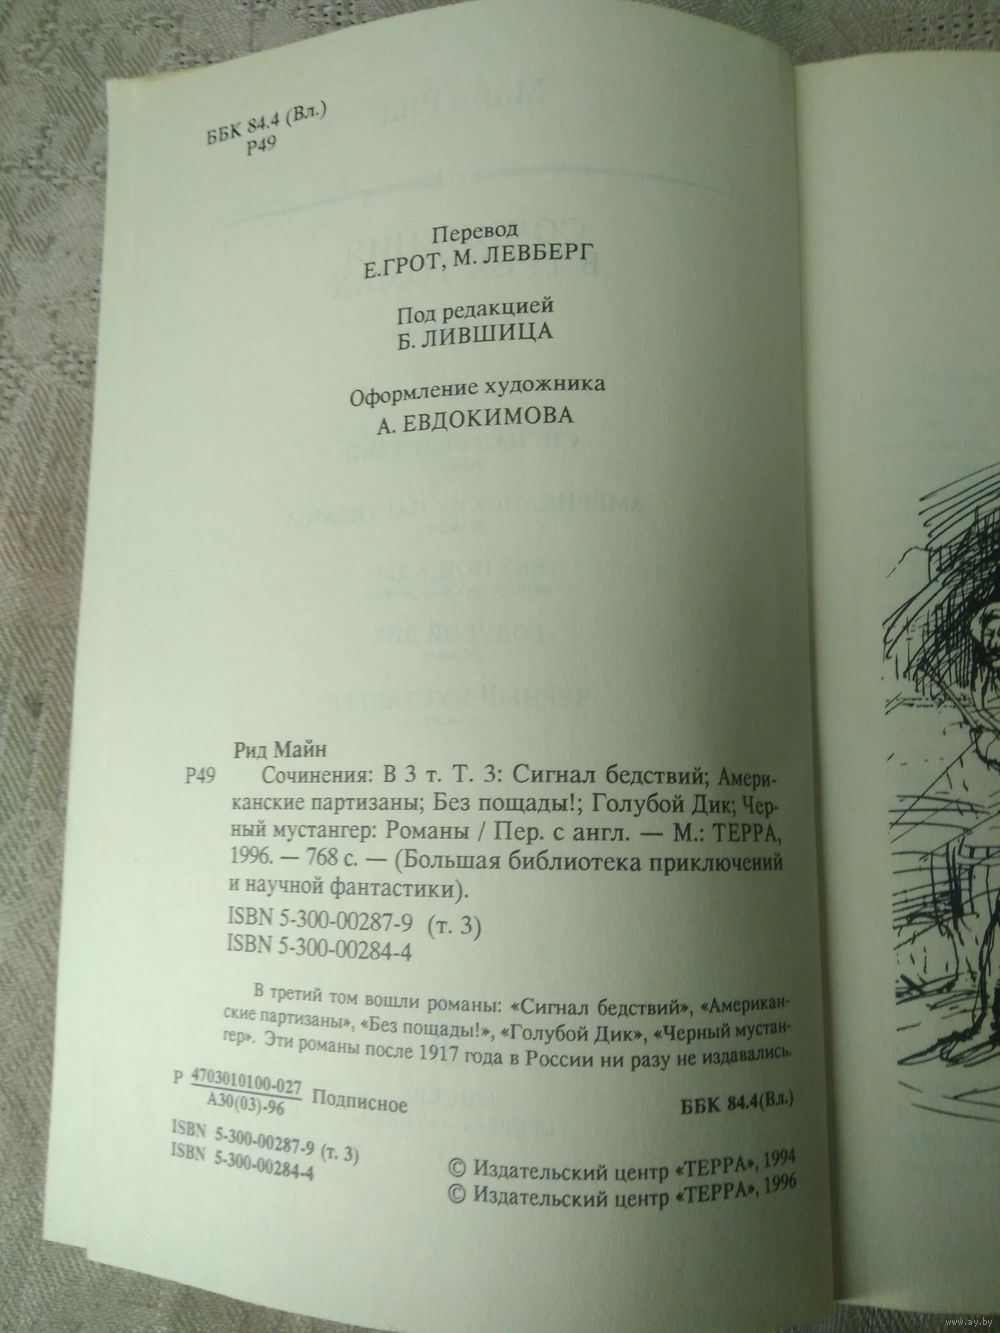 ББК 84.4 (Вл.)
Р49
Перевод
Е.ГРОТ, М. ЛЕВБЕРГ
Под редакцией
Б. ЛИВШИЦА
Оформление художника
А. ЕВДОКИМОВА
Рид Майн
Р49 Сочинения: В 3 т. Т. 3: Сигнал бедствий; Амери-
канские партизаны; Без пощады!; Голубой Дик; Чер-
ный мустангер: Романы / Пер. с англ. — М.: ТЕРРА,
1996. — 768 с. — (Большая библиотека приключений
и научной фантастики).
ISBN 5-300-00287-9 (т. 3)
ISBN 5-300-00284-4
В третий том вошли романы: «Сигнал бедствий», «Американ-
ские партизаны», «Без пощады!», «Голубой Дик», «Черный мустан-
гер». Эти романы после 1917 года в России ни разу не издавались.
Р 4703010100-027 Подписное
А30(03)-96
ББК 84.4(Вл.)
ISBN 5-300-00287-9 (т. 3)
ISBN 5-300-00284-4
© Издательский центр «ТЕРРА», 1994
© Издательский центр «ТЕРРА», 1996
www.ay.by